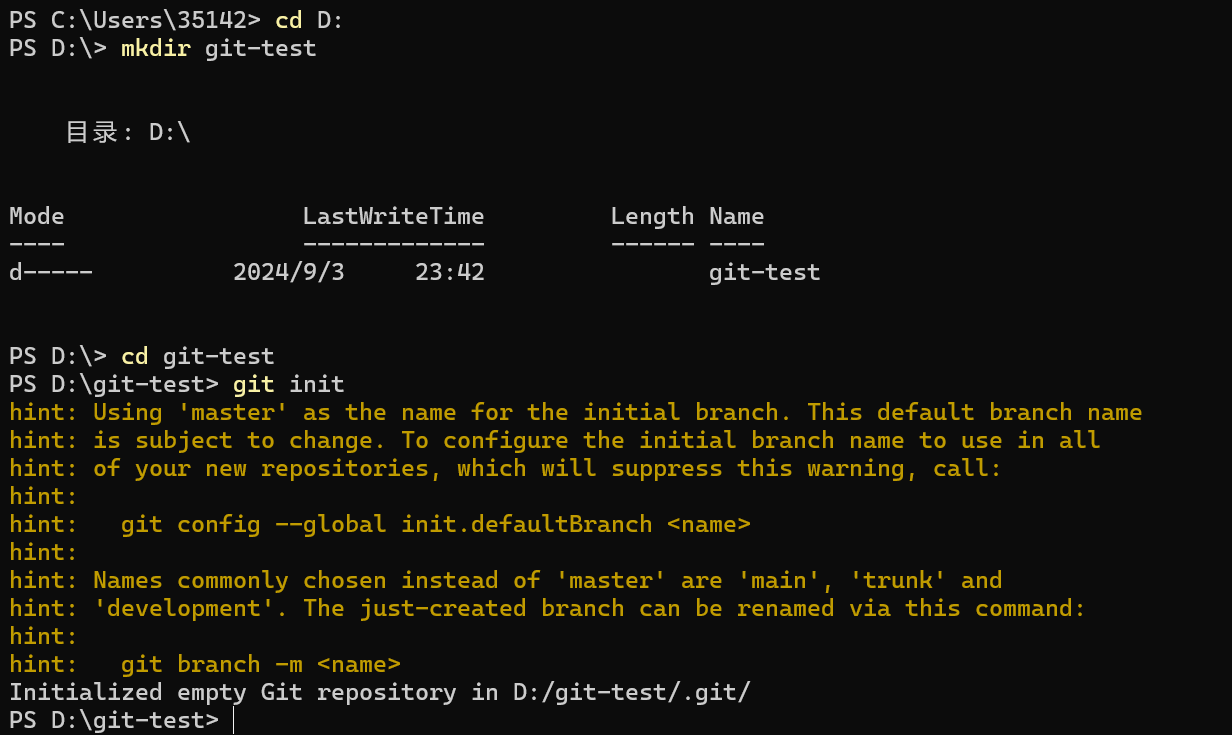 PS C:\Users\35142> cd D:
PS D:\> mkdir git-test
目录: D:\
Mode                 LastWriteTime         Length Name
----                 -------------         ------ ----
d-----          2024/9/3     23:42                git-test
PS D:\> cd git-test
PS D:\git-test> git init
hint: Using 'master' as the name for the initial branch. This default branch name
hint: is subject to change. To configure the initial branch name to use in all
hint: of your new repositories, which will suppress this warning, call:
hint:
hint:   git config --global init.defaultBranch <name>
hint:
hint: Names commonly chosen instead of 'master' are 'main', 'trunk' and
hint: 'development'. The just-created branch can be renamed via this command:
hint:
hint:   git branch -m <name>
Initialized empty Git repository in D:/git-test/.git/
PS D:\git-test>